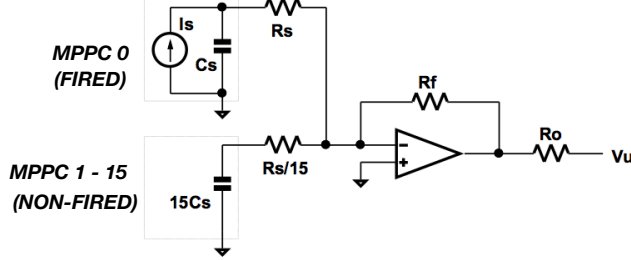 Is
Rs
MPPC 0
(FIRED)
Cs
Rf
Ro
Vu
MPPC 1 - 15
(NON-FIRED)
Rs/15
15Cs
-
+